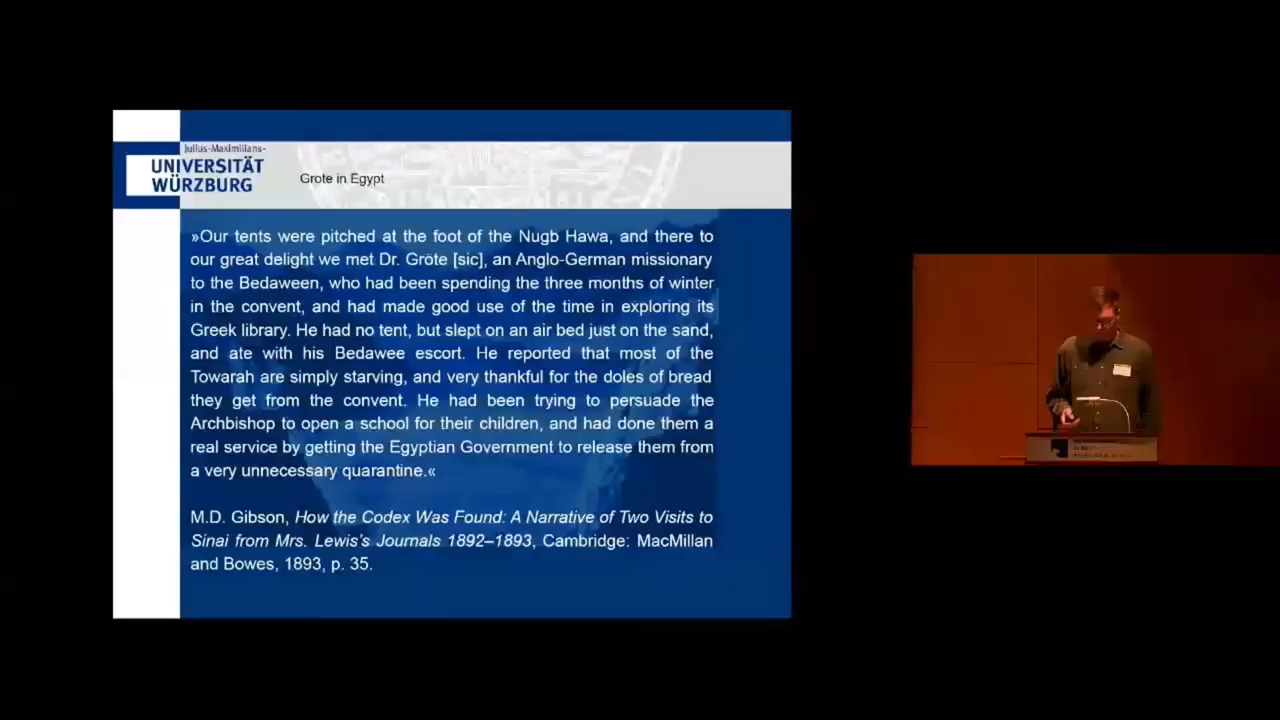 Julius-Maximilians-
UNIVERSITÄT
WÜRZBURG
Grote in Egypt
»Our tents were pitched at the foot of the Nugb Hawa, and there to
our great delight we met Dr. Gröte [sic], an Anglo-German missionary
to the Bedaween, who had been spending the three months of winter
in the convent, and had made good use of the time in exploring its
Greek library. He had no tent, but slept on an air bed just on the sand,
and ate with his Bedawee escort. He reported that most of the
Towarah are simply starving, and very thankful for the doles of bread
they get from the convent. He had been trying to persuade the
Archbishop to open a school for their children, and had done them a
real service by getting the Egyptian Government to release them from
a very unnecessary quarantine.«
M.D. Gibson, How the Codex Was Found: A Narrative of Two Visits to
Sinai from Mrs. Lewis's Journals 1892–1893, Cambridge: MacMillan
and Bowes, 1893, p. 35.